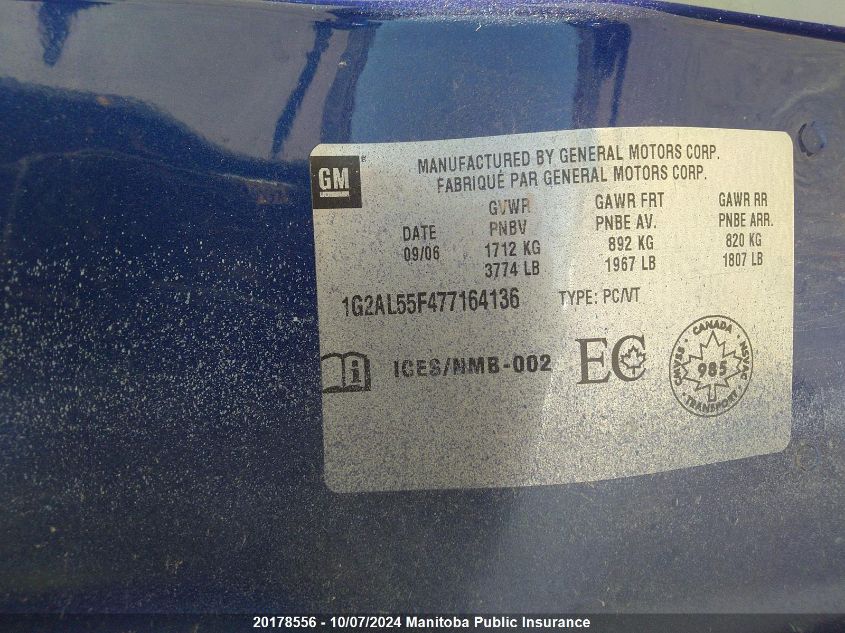 GM
MANUFACTURED BY GENERAL MOTORS CORP.
FABRIQUÉ PAR GENERAL MOTORS CORP.
DATE
09/06
GVWR
PNBV
1712 KG
3774 LB
GAWR FRT
PNBE AV.
892 KG
1967 LB
GAWR RR
PNBE ARR.
820 KG
1807 LB
1G2AL55F477164136 TYPE: PC/VT
i ICES/NMB-002 EC
CANADA
CMVSS
NSVAC
985
TRANSPORT
20178556 - 10/07/2024 Manitoba Public Insurance